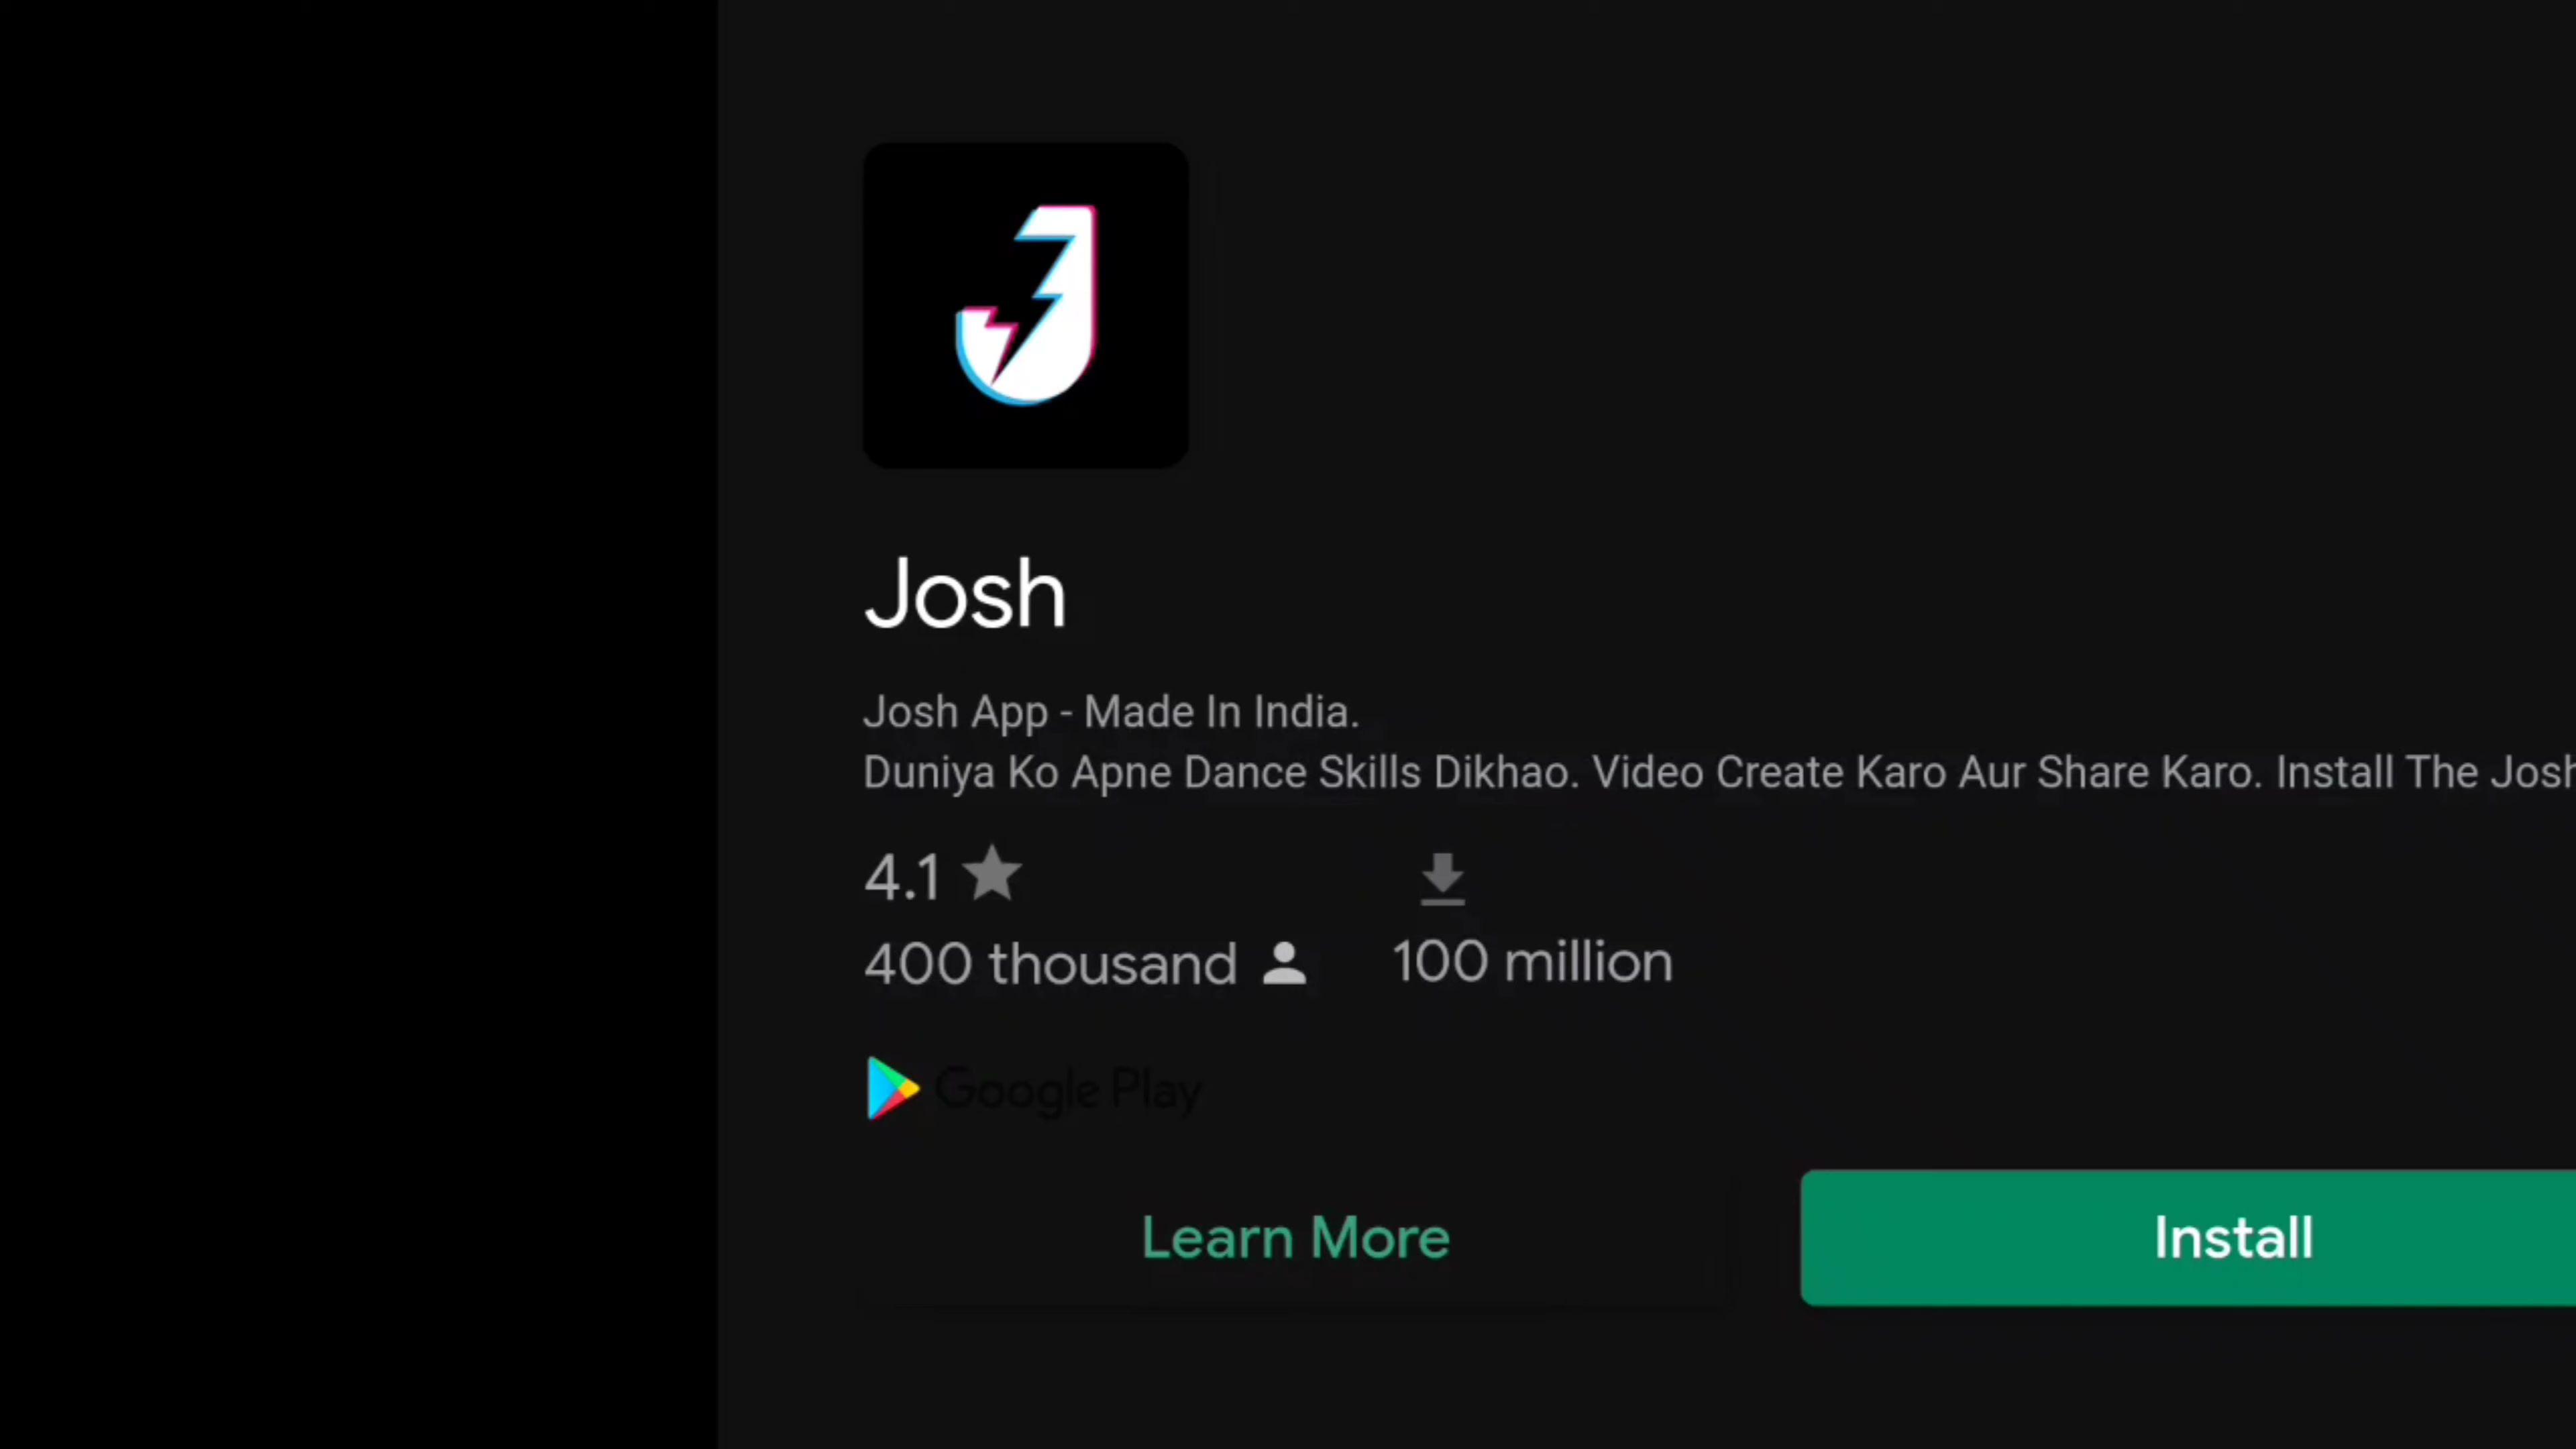 Josh
Josh App - Made In India.
Duniya Ko Apne Dance Skills Dikhao. Video Create Karo Aur Share Karo. Install The Josh
4.1
400 thousand
100 million
Google Play
Learn More
Install